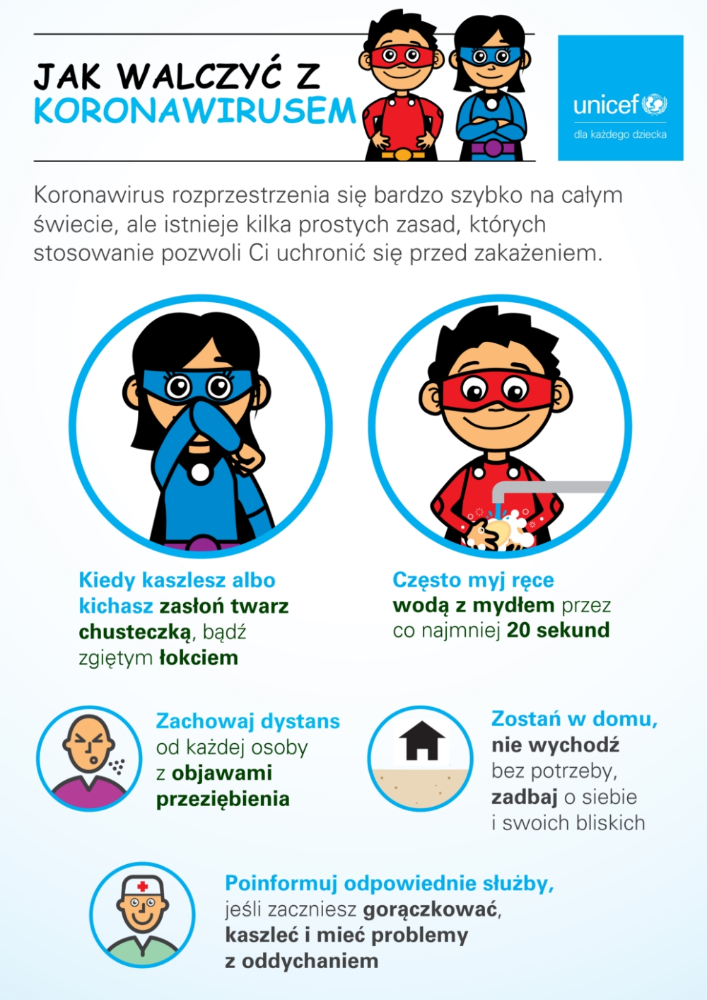 JAK WALCZYĆ Z
KORONAWIRUSEM
unicef
dla każdego dziecka
Koronawirus rozprzestrzenia się bardzo szybko na całym
świecie, ale istnieje kilka prostych zasad, których
stosowanie pozwoli Ci uchronić się przed zakażeniem.
Kiedy kaszlesz albo
kichasz zasłoń twarz
chusteczką, bądź
zgiętym łokciem
Często myj ręce
wodą z mydłem przez
co najmniej 20 sekund
Zachowaj dystans
od każdej osoby
z objawami
przeziębienia
Zostań w domu,
nie wychodź
bez potrzeby,
zadbaj o siebie
i swoich bliskich
Poinformuj odpowiednie służby,
jeśli zaczniesz gorączkować,
kaszleć i mieć problemy
z oddychaniem